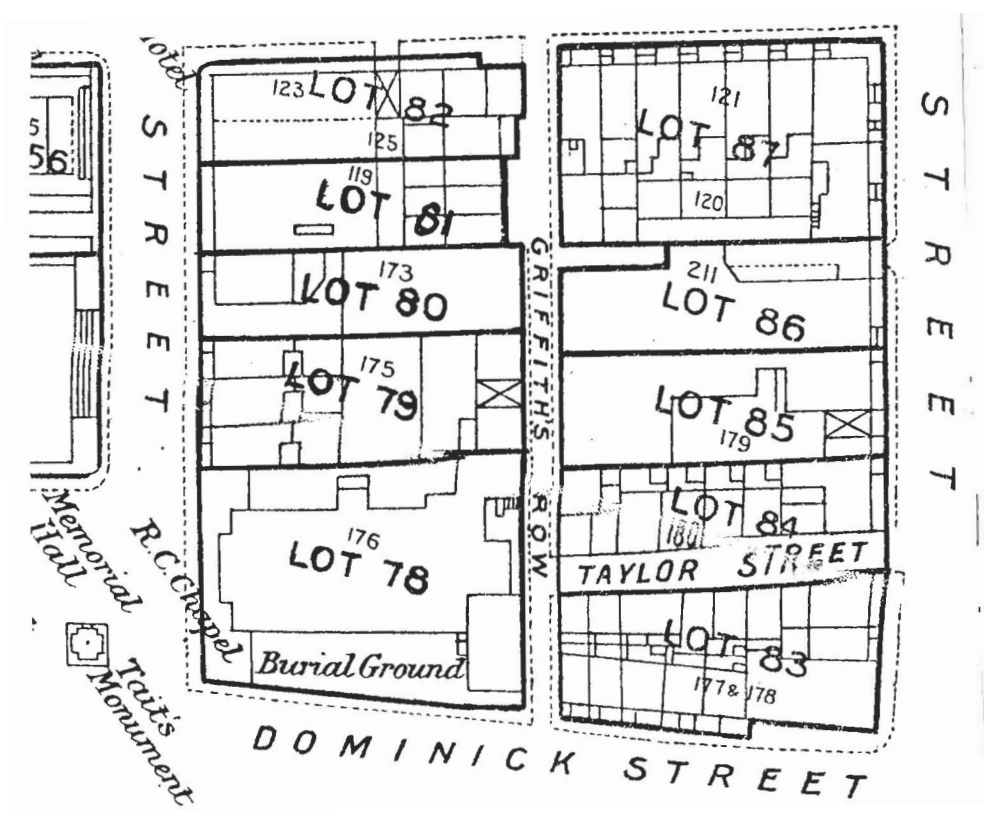 STREET
123
LOT 82
125
119
LOT 81
173
LOT 80
175
LOT 79
176
LOT 78
Burial Ground
56
Memorial
Hall
R.C. Chapel
Tait's
Monument
GRIFFITH'S ROW
121
LOT 87
120
211
LOT 86
LOT 85
179
LOT 84
180
TAYLOR STREET
LOT 83
177 & 178
STREET
DOMINICK STREET